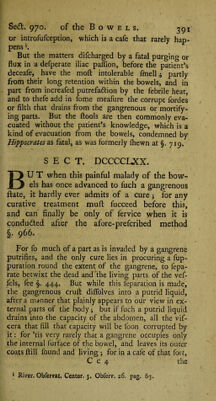 Sect. 970.    of the BOWELS.    391
or introſuſception, which is a caſe that rarely hap-
pens ¹.
But the matters diſcharged by a fatal purging or
flux in a deſperate iliac paſſion, before the patient's
deceaſe, have the moſt intolerable ſmell; partly
from their long retention within the bowels, and in
part from increaſed putrefaction by the febrile heat,
and to theſe add in ſome meaſure the corrupt ſordes
or filth that drains from the gangrenous or mortify-
ing parts. But the ſtools are then commonly eva-
cuated without the patient's knowledge, which is a
kind of evacuation from the bowels, condemned by
Hippocrates as fatal, as was formerly ſhewn at §. 719.
SECT. DCCCCLXX.
BUT when this painful malady of the bow-
els has once advanced to ſuch a gangrenous
ſtate, it hardly ever admits of a cure; for any
curative treatment muſt ſucceed before this,
and can finally be only of ſervice when it is
conducted after the afore-preſcribed method
§. 966.
For ſo much of a part as is invaded by a gangrene
putrifies, and the only cure lies in procuring a ſup-
puration round the extent of the gangrene, to ſepa-
rate betwixt the dead and the living parts of the veſ-
ſels, ſee §. 444. But while this ſeparation is made,
the gangrenous cruſt diſſolves into a putrid liquid,
after a manner that plainly appears to our view in ex-
ternal parts of the body; but if ſuch a putrid liquid
drains into the capacity of the abdomen, all the viſ-
cera that fill that capacity will be ſoon corrupted by
it: for 'tis very rarely that a gangrene occupies only
the internal ſurface of the bowel, and leaves its outer
coats ſtill ſound and living; for in a caſe of that ſort,
C c 4    the
¹ River. Obſervat. Centur. 3. Obſerv. 26. pag. 63.